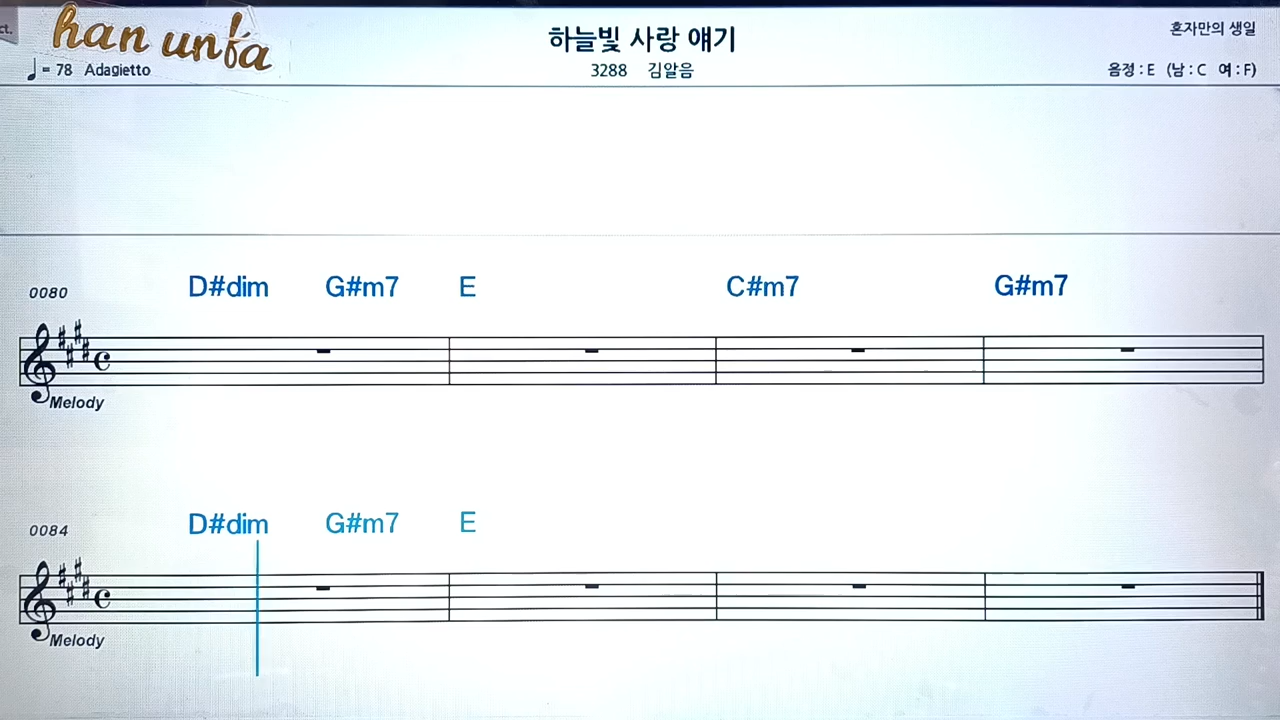 ct.
han unfa
하늘빛 사랑 얘기
혼자만의 생일
♩= 78 Adagietto
3288 김알음
음정 : E (남 : C 여 : F)
0080 D#dim G#m7 E C#m7 G#m7
Melody
0084 D#dim G#m7 E
Melody